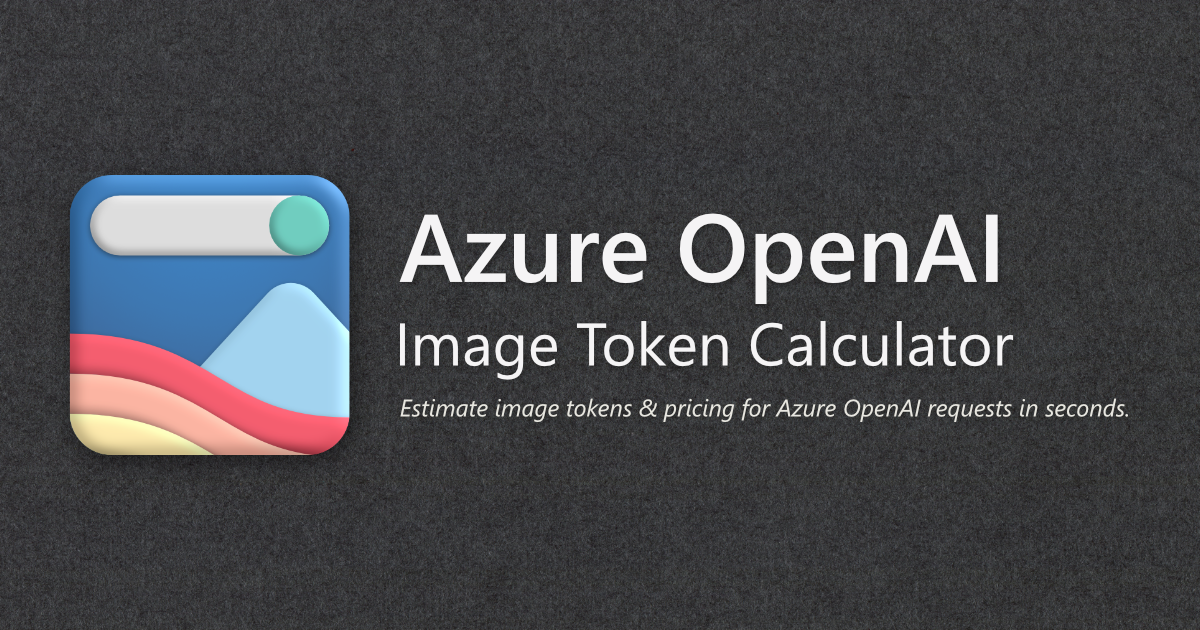 Azure OpenAI
Image Token Calculator
Estimate image tokens & pricing for Azure OpenAI requests in seconds.